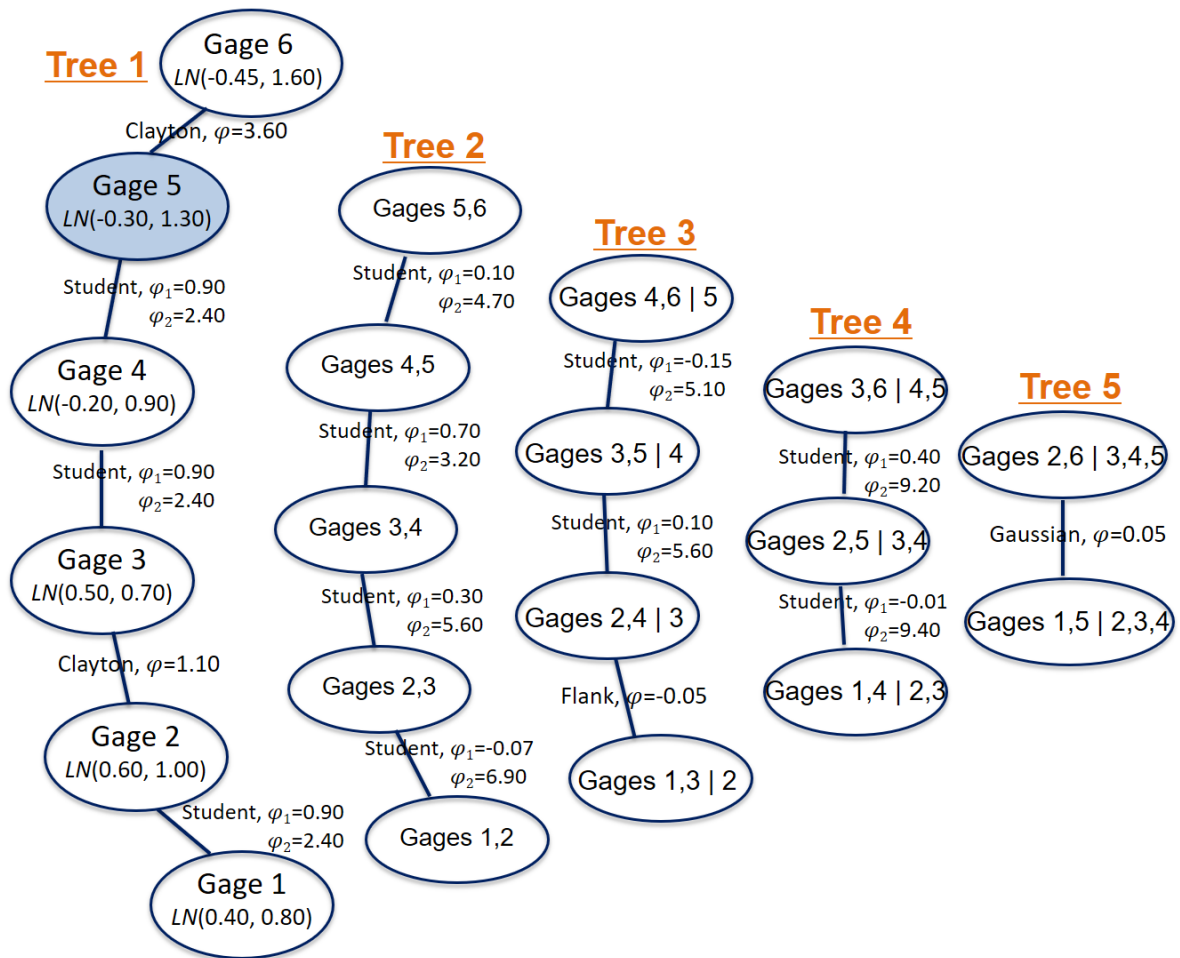 Tree 1
Gage 6
LN(-0.45, 1.60)
Clayton, φ=3.60
Gage 5
LN(-0.30, 1.30)
Student, φ₁=0.90
φ₂=2.40
Gage 4
LN(-0.20, 0.90)
Student, φ₁=0.90
φ₂=2.40
Gage 3
LN(0.50, 0.70)
Clayton, φ=1.10
Gage 2
LN(0.60, 1.00)
Student, φ₁=0.90
φ₂=2.40
Gage 1
LN(0.40, 0.80)
Tree 2
Gages 5,6
Student, φ₁=0.10
φ₂=4.70
Gages 4,5
Student, φ₁=0.70
φ₂=3.20
Gages 3,4
Student, φ₁=0.30
φ₂=5.60
Gages 2,3
Student, φ₁=-0.07
φ₂=6.90
Gages 1,2
Tree 3
Gages 4,6 | 5
Student, φ₁=-0.15
φ₂=5.10
Gages 3,5 | 4
Student, φ₁=0.10
φ₂=5.60
Gages 2,4 | 3
Flank, φ=-0.05
Gages 1,3 | 2
Tree 4
Gages 3,6 | 4,5
Student, φ₁=0.40
φ₂=9.20
Gages 2,5 | 3,4
Student, φ₁=-0.01
φ₂=9.40
Gages 1,4 | 2,3
Tree 5
Gages 2,6 | 3,4,5
Gaussian, φ=0.05
Gages 1,5 | 2,3,4